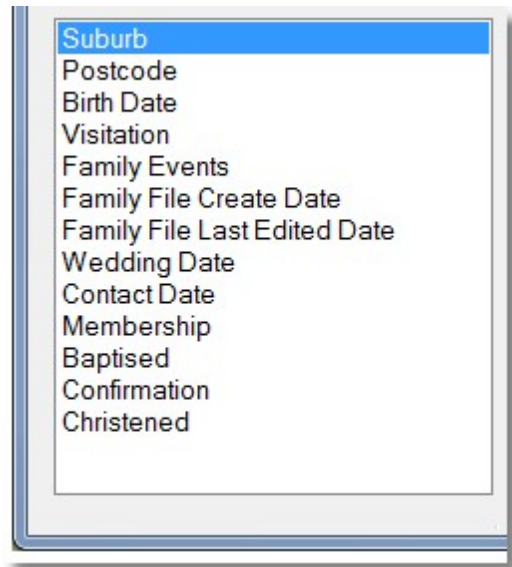 Suburb
Postcode
Birth Date
Visitation
Family Events
Family File Create Date
Family File Last Edited Date
Wedding Date
Contact Date
Membership
Baptised
Confirmation
Christened